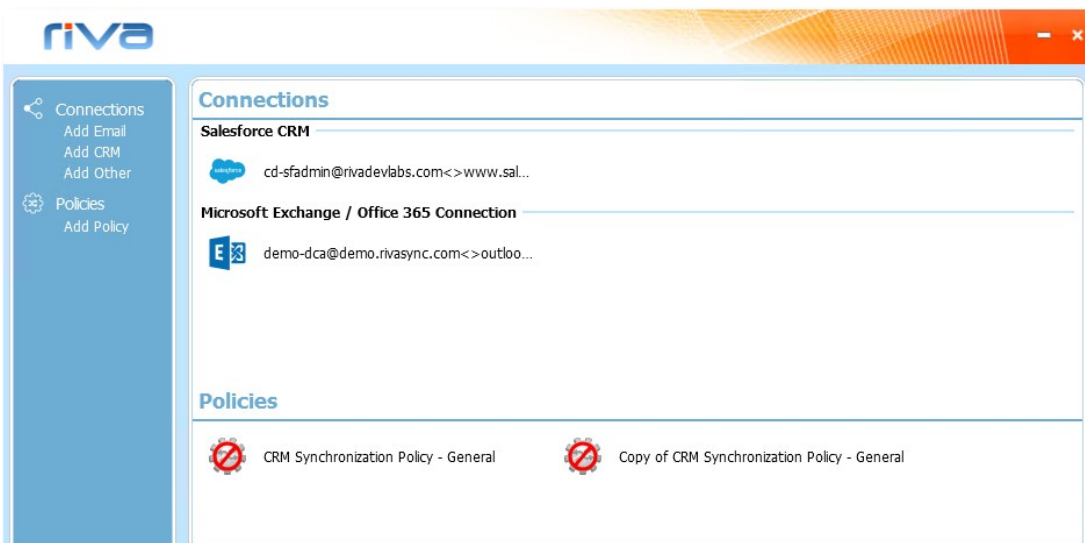 riva
Connections
Add Email
Add CRM
Add Other
Policies
Add Policy
Connections
Salesforce CRM
salesforce
cd-sfadmin@rivadevlabs.com<>www.sal...
Microsoft Exchange / Office 365 Connection
E
demo-dca@demo.rivasync.com<>outloo...
Policies
CRM Synchronization Policy - General
Copy of CRM Synchronization Policy - General